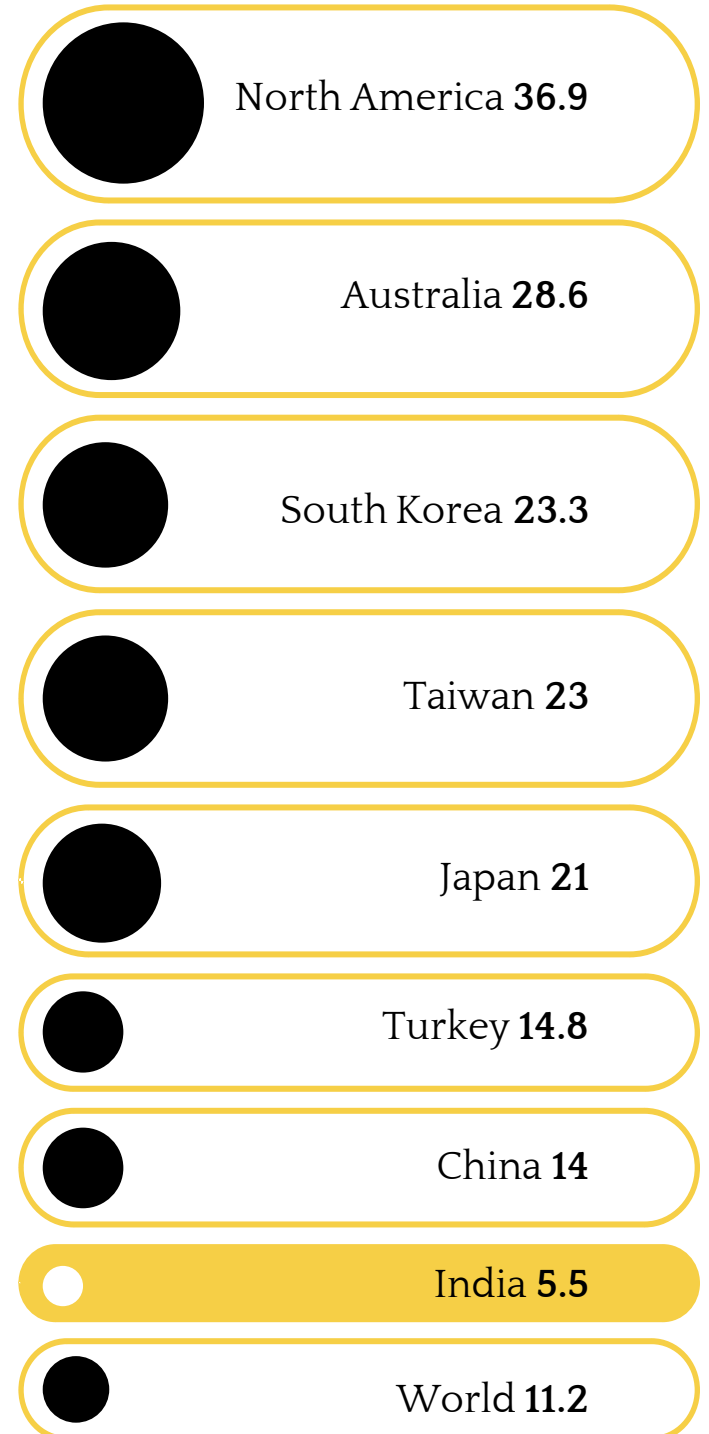 North America 36.9
Australia 28.6
South Korea 23.3
Taiwan 23
Japan 21
Turkey 14.8
China 14
India 5.5
World 11.2